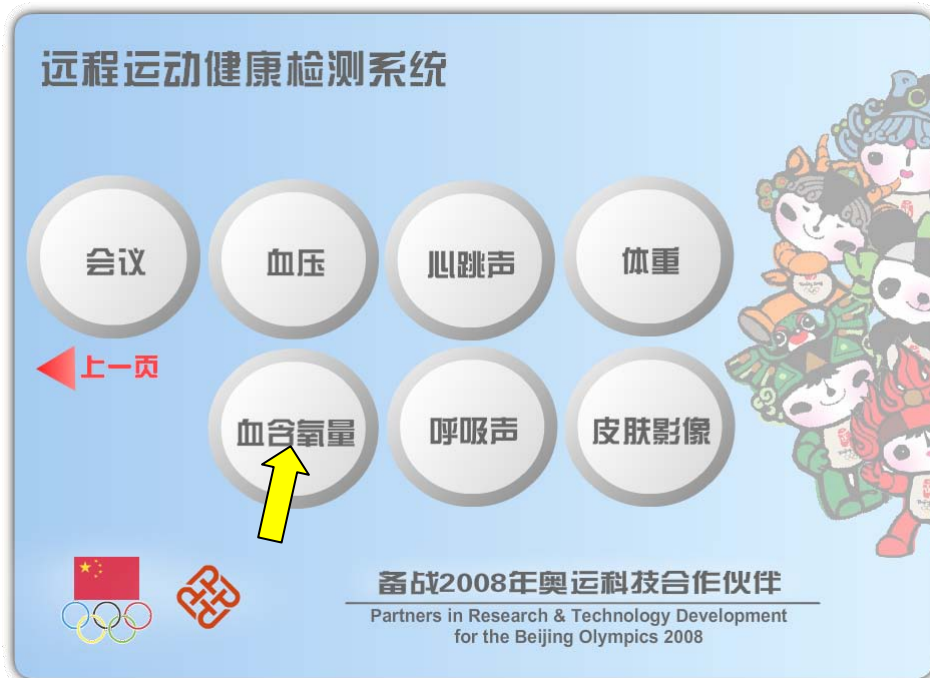 远程运动健康检测系统
会议
血压
心跳声
体重
上一页
血含氧量
呼吸声
皮肤影像
备战2008年奥运科技合作伙伴
Partners in Research & Technology Development
for the Beijing Olympics 2008